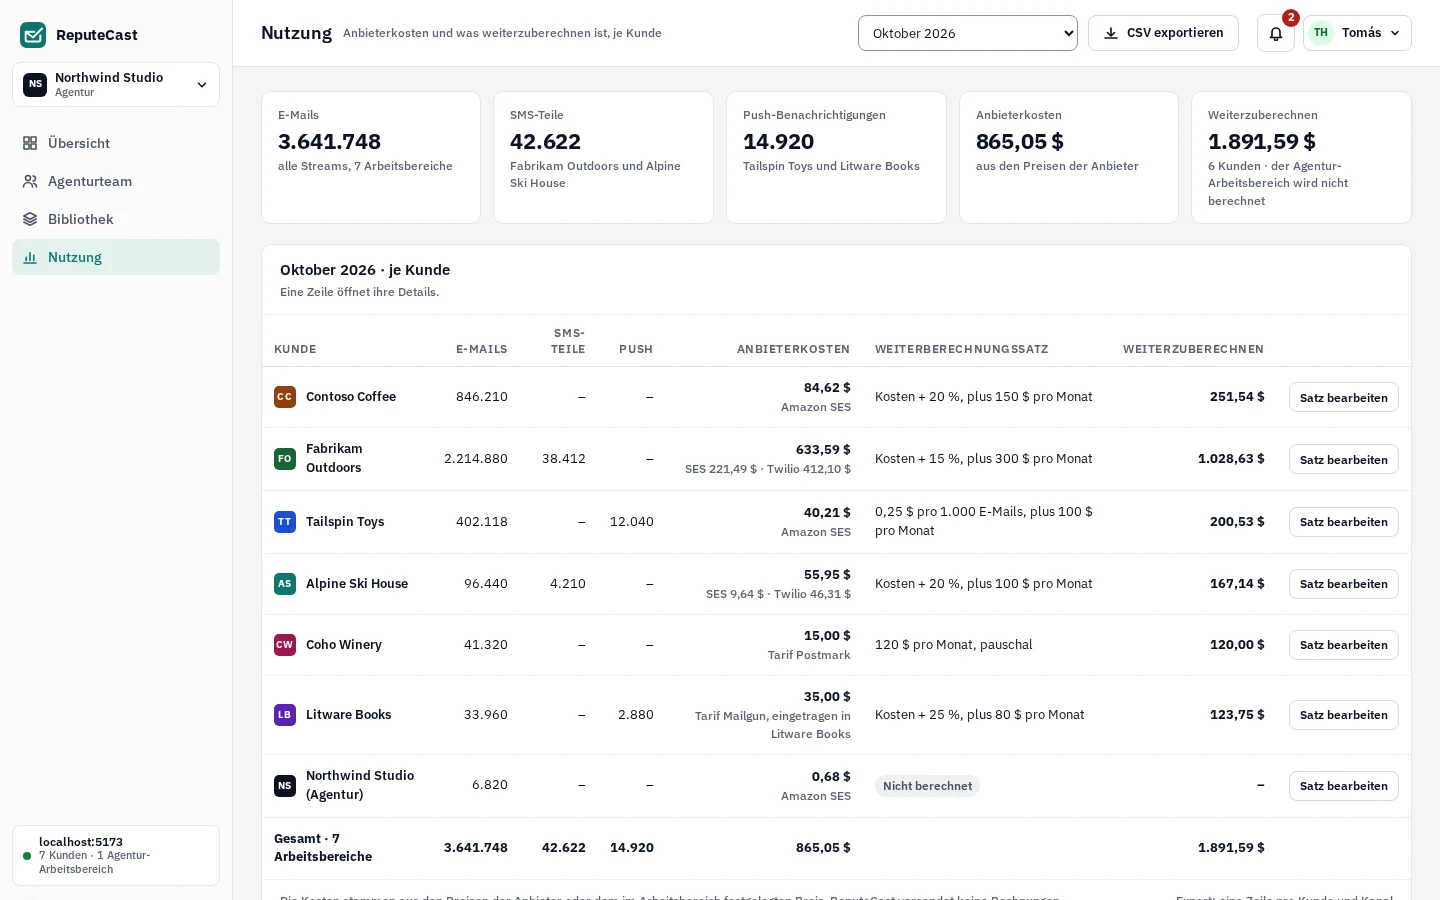 ReputeCast
NS
Northwind Studio
Agentur
Übersicht
Agenturteam
Bibliothek
Nutzung
localhost:5173
7 Kunden · 1 Agentur-
Arbeitsbereich
Nutzung Anbieterkosten und was weiterzuberechnen ist, je Kunde
Oktober 2026
CSV exportieren
2
TH Tomás
E-Mails
3.641.748
alle Streams, 7 Arbeitsbereiche
SMS-Teile
42.622
Fabrikam Outdoors und Alpine
Ski House
Push-Benachrichtigungen
14.920
Tailspin Toys und Litware Books
Anbieterkosten
865,05 $
aus den Preisen der Anbieter
Weiterzuberechnen
1.891,59 $
6 Kunden · der Agentur-
Arbeitsbereich wird nicht
berechnet
Oktober 2026 · je Kunde
Eine Zeile öffnet ihre Details.
KUNDE E-MAILS SMS-
TEILE PUSH ANBIETERKOSTEN WEITERBERECHNUNGSSATZ WEITERZUBERECHNEN
CC Contoso Coffee 846.210 – – 84,62 $
Amazon SES
Kosten + 20 %, plus 150 $ pro Monat 251,54 $ Satz bearbeiten
FO Fabrikam
Outdoors
2.214.880 38.412 – 633,59 $
SES 221,49 $ · Twilio 412,10 $
Kosten + 15 %, plus 300 $ pro Monat 1.028,63 $ Satz bearbeiten
TT Tailspin Toys 402.118 – 12.040 40,21 $
Amazon SES
0,25 $ pro 1.000 E-Mails, plus 100 $
pro Monat
200,53 $ Satz bearbeiten
AS Alpine Ski House 96.440 4.210 – 55,95 $
SES 9,64 $ · Twilio 46,31 $
Kosten + 20 %, plus 100 $ pro Monat 167,14 $ Satz bearbeiten
CW Coho Winery 41.320 – – 15,00 $
Tarif Postmark
120 $ pro Monat, pauschal 120,00 $ Satz bearbeiten
LB Litware Books 33.960 – 2.880 35,00 $
Tarif Mailgun, eingetragen in
Litware Books
Kosten + 25 %, plus 80 $ pro Monat 123,75 $ Satz bearbeiten
NS Northwind Studio
(Agentur)
6.820 – – 0,68 $
Amazon SES
Nicht berechnet – Satz bearbeiten
Gesamt · 7
Arbeitsbereiche
3.641.748 42.622 14.920 865,05 $ 1.891,59 $